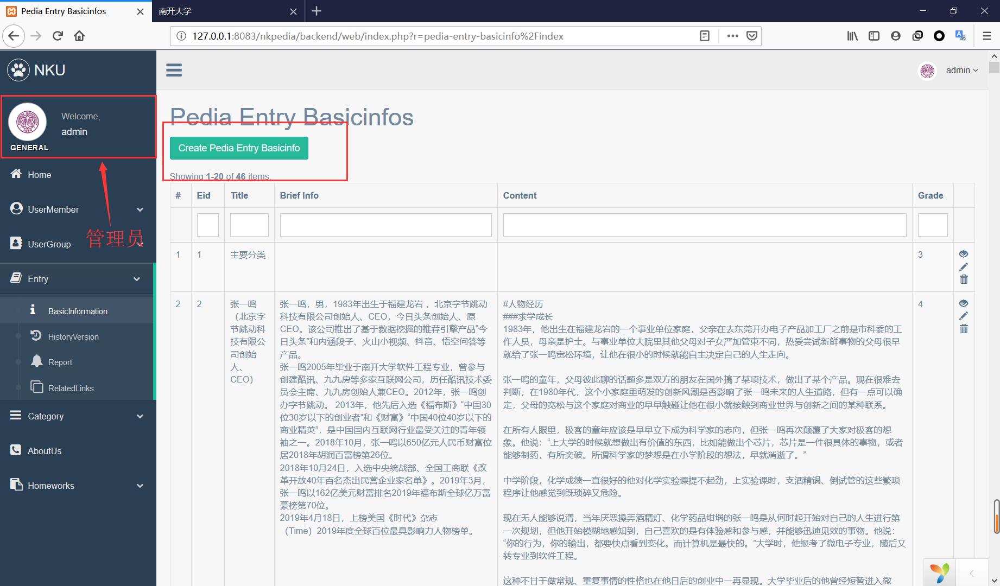 Pedia Entry Basicinfos
南开大学
127.0.0.1:8083/nkpedia/backend/web/index.php?r=pedia-entry-basicinfo%2Findex
NKU
admin
Welcome,
admin
GENERAL
管理员
Home
UserMember
UserGroup
Entry
BasicInformation
HistoryVersion
Report
RelatedLinks
Category
AboutUs
Homeworks
Pedia Entry Basicinfos
Create Pedia Entry Basicinfo
Showing 1-20 of 46 items.
# Eid Title Brief Info Content Grade
1 1 主要分类 3
2 2
张一鸣
（北京字
节跳动科
技有限公
司创始
人、
CEO）
张一鸣，男，1983年出生于福建龙岩 ，北京字节跳动
科技有限公司创始人、CEO，今日头条创始人、原
CEO。该公司推出了基于数据挖掘的推荐引擎产品“今
日头条”和内涵段子、火山小视频、抖音、悟空问答等
产品。
张一鸣2005年毕业于南开大学软件工程专业，曾参与
创建酷讯、九九房等多家互联网公司，历任酷讯技术委
员会主席、九九房创始人兼CEO。2012年，张一鸣创
办字节跳动。 2013年，他先后入选《福布斯》“中国30
位30岁以下的创业者”和《财富》“中国40位40岁以下的
商业精英”，是中国国内互联网行业最受关注的青年领
袖之一。2018年10月，张一鸣以650亿元人民币财富位
居2018年胡润百富榜第26位。
2018年10月24日，入选中央统战部、全国工商联《改
革开放40年百名杰出民营企业家名单》。2019年3月，
张一鸣以162亿美元财富排名2019年福布斯全球亿万富
豪榜第70位。
2019年4月18日，上榜美国《时代》杂志
（Time）2019年度全球百位最具影响力人物榜单。
#人物经历
###求学成长
1983年，他出生在福建龙岩的一个事业单位家庭，父亲在去东莞开办电子产品加工厂之前是市科委的工
作人员，母亲是护士。与事业单位大院里其他父母对子女严加管束不同，热爱尝试新鲜事物的父母很早
就给了张一鸣宽松环境，让他在很小的时候就能自主决定自己的人生走向。
张一鸣的童年，父母彼此聊的话题多是双方的朋友在国外搞了某项技术，做出了某个产品。现在很难去
判断，在1980年代，这个小家庭里萌发的创新风潮是否影响了张一鸣未来的人生道路，但有一点可以确
定，父母的宽松与这个家庭对商业的早早触碰让他在很小就接触到商业世界与创新之间的某种联系。
在所有人眼里，极客的童年应该是早早立下成为科学家的志向，但张一鸣再次颠覆了大家对极客的想
象。他说：“上大学的时候就想做出有价值的东西，比如能做出个芯片，芯片是一件很具体的事物，或者
能够制药，有所突破。所谓科学家的梦想是在小学阶段的想法，早就消逝了。”
中学阶段，化学成绩一直很好的他对化学实验课提不起劲，上实验课时，支酒精锅、倒试管的这些繁琐
程序让他感觉到既琐碎又危险。
现在无人能够说清，当年厌恶操弄酒精灯、化学药品坩埚的张一鸣是从何时起开始对自己的人生进行第
一次规划，但他开始模糊地感知到，自己喜欢的是有体验感和参与感，并能够迅速见效的事物。他说：
“你的行为，你的输出，都要快点看到变化。而计算机是最快的。”大学时，他报考了微电子专业，随后又
转专业到软件工程。
这种不甘于做常规、重复事情的性格也在他日后的创业中一再显现。大学毕业后的他曾经短暂进入微
4